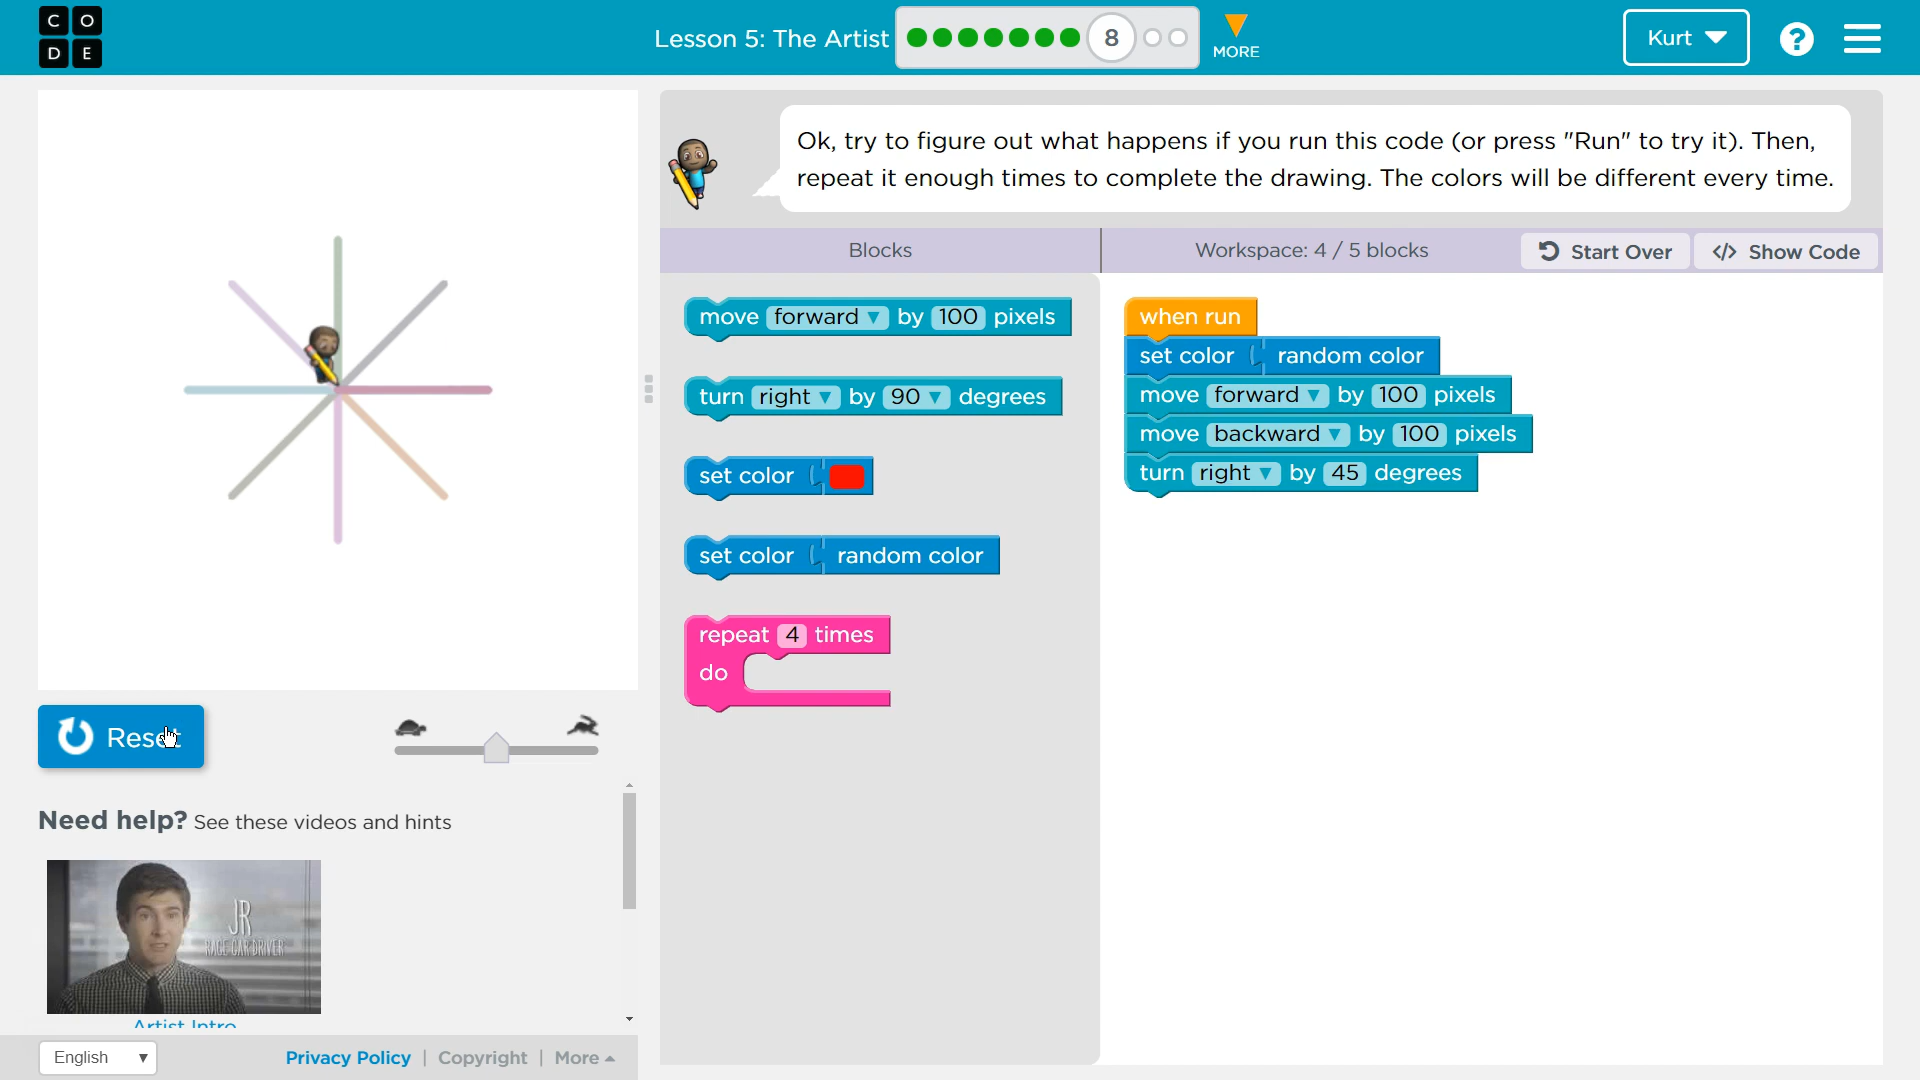 C O
D E
Lesson 5: The Artist
8
MORE
Kurt
?
Ok, try to figure out what happens if you run this code (or press "Run" to try it). Then,
repeat it enough times to complete the drawing. The colors will be different every time.
Blocks
Workspace: 4 / 5 blocks
Start Over
</> Show Code
move forward ▼ by 100 pixels
turn right ▼ by 90 ▼ degrees
set color
set color random color
repeat 4 times
do
when run
set color random color
move forward ▼ by 100 pixels
move backward ▼ by 100 pixels
turn right ▼ by 45 degrees
Reset
Need help? See these videos and hints
JR
RACE CAR DRIVER
Artist Intro
English ▼
Privacy Policy | Copyright | More